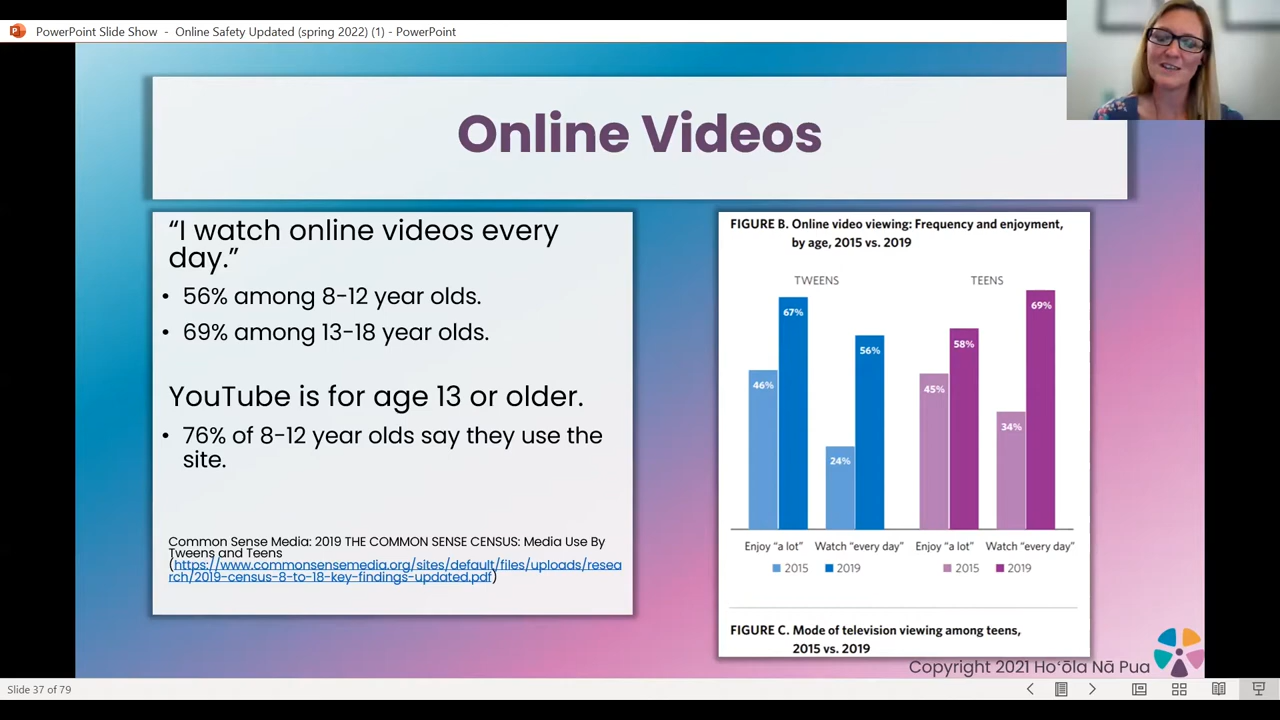 PowerPoint Slide Show - Online Safety Updated (spring 2022) (1) - PowerPoint
Online Videos
“I watch online videos every
day.”
• 56% among 8-12 year olds.
• 69% among 13-18 year olds.
YouTube is for age 13 or older.
• 76% of 8-12 year olds say they use the
site.
Common Sense Media: 2019 THE COMMON SENSE CENSUS: Media Use By
Tweens and Teens
(https://www.commonsensemedia.org/sites/default/files/uploads/resea
rch/2019-census-8-to-18-key-findings-updated.pdf)
FIGURE B. Online video viewing: Frequency and enjoyment,
by age, 2015 vs. 2019
TWEENS TEENS
46% 67% 24% 56% 45% 58% 34% 69%
Enjoy “a lot” Watch “every day” Enjoy “a lot” Watch “every day”
2015 2019 2015 2019
FIGURE C. Mode of television viewing among teens,
2015 vs. 2019
Copyright 2021 Hoʻōla Nā Pua
Slide 37 of 79